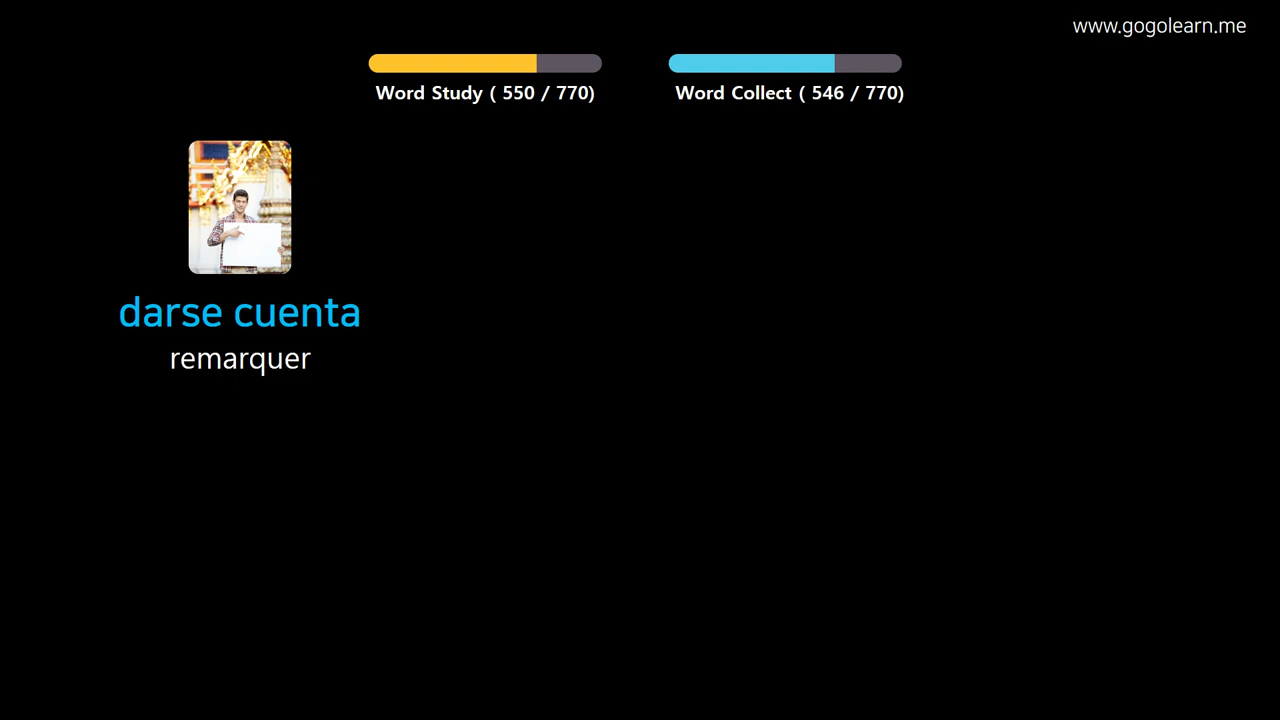 www.gogolearn.me
Word Study ( 550 / 770)
Word Collect ( 546 / 770)
darse cuenta
remarquer